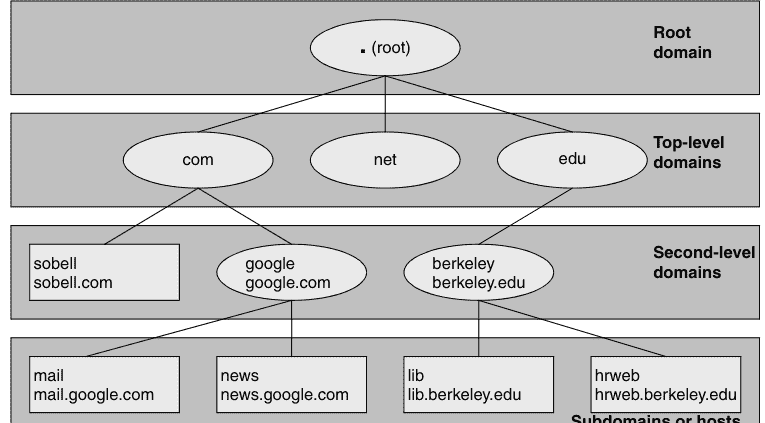 . (root)
Root
domain
com
net
edu
Top-level
domains
sobell
sobell.com
google
google.com
berkeley
berkeley.edu
Second-level
domains
mail
mail.google.com
news
news.google.com
lib
lib.berkeley.edu
hrweb
hrweb.berkeley.edu
Subdomains or hosts